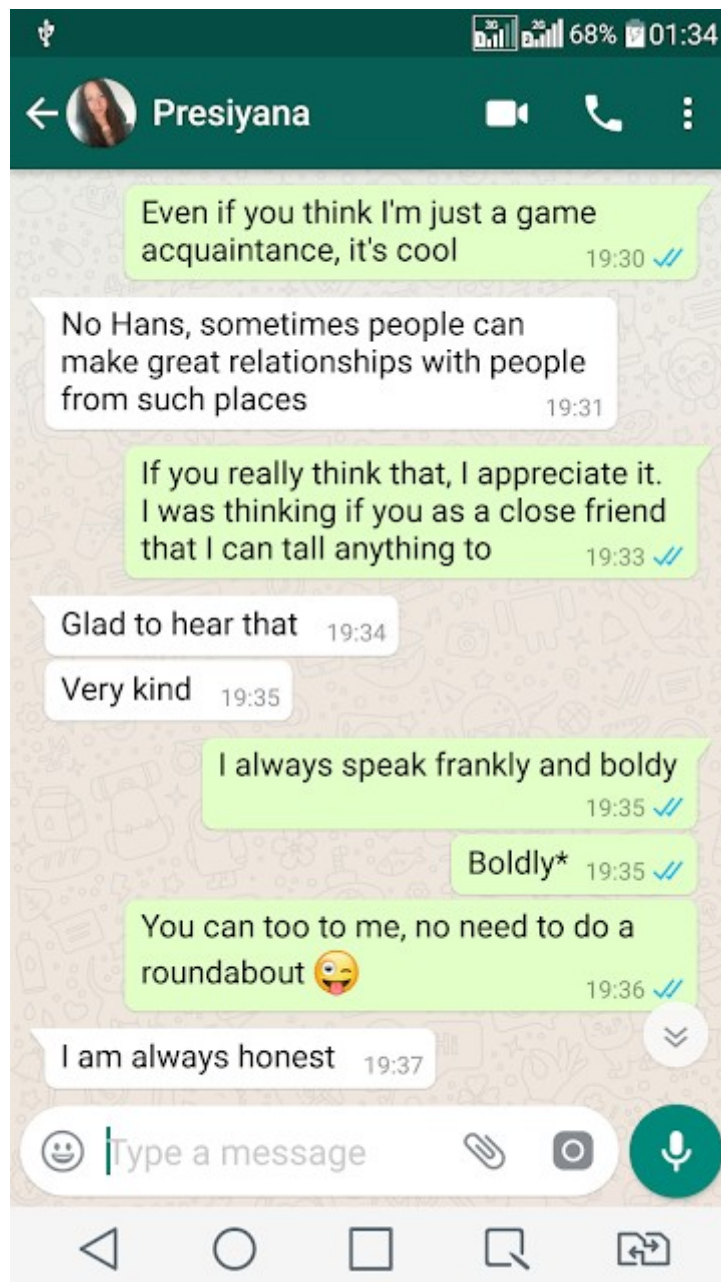 68% 01:34
Presiyana
Even if you think I'm just a game
acquaintance, it's cool
19:30
No Hans, sometimes people can
make great relationships with people
from such places
19:31
If you really think that, I appreciate it.
I was thinking if you as a close friend
that I can tall anything to
19:33
Glad to hear that 19:34
Very kind 19:35
I always speak frankly and boldy
19:35
Boldly* 19:35
You can too to me, no need to do a
roundabout 😜
19:36
I am always honest 19:37
Type a message